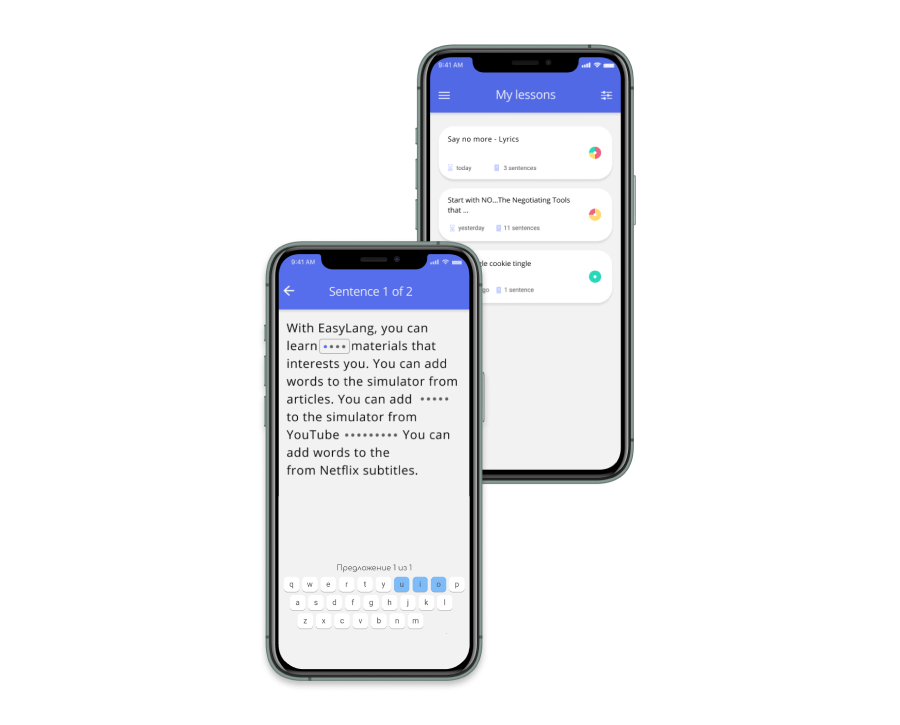 9:41 AM
My lessons
Say no more - Lyrics
today 3 sentences
Start with NO...The Negotiating Tools
that ...
yesterday 11 sentences
gle cookie tingle
go 1 sentence
9:41 AM
Sentence 1 of 2
With EasyLang, you can
learn •••• materials that
interests you. You can add
words to the simulator from
articles. You can add •••••
to the simulator from
YouTube ••••••••• You can
add words to the
from Netflix subtitles.
Предложение 1 из 1
q w e r t y u i o p
a s d f g h j k l
z x c v b n m